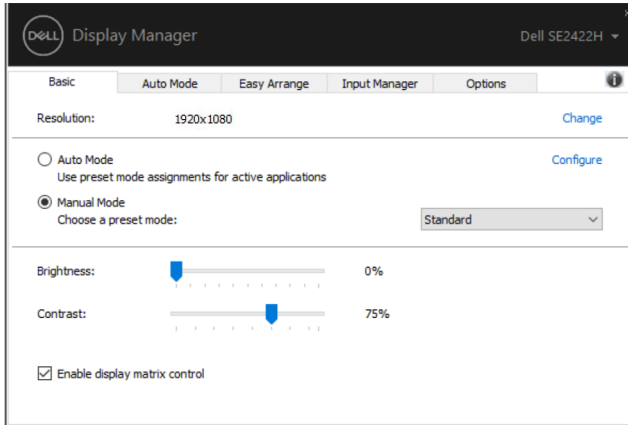 DELL Display Manager Dell SE2422H
Basic Auto Mode Easy Arrange Input Manager Options
Resolution: 1920x1080 Change
Auto Mode Configure
Use preset mode assignments for active applications
Manual Mode
Choose a preset mode: Standard
Brightness: 0%
Contrast: 75%
Enable display matrix control